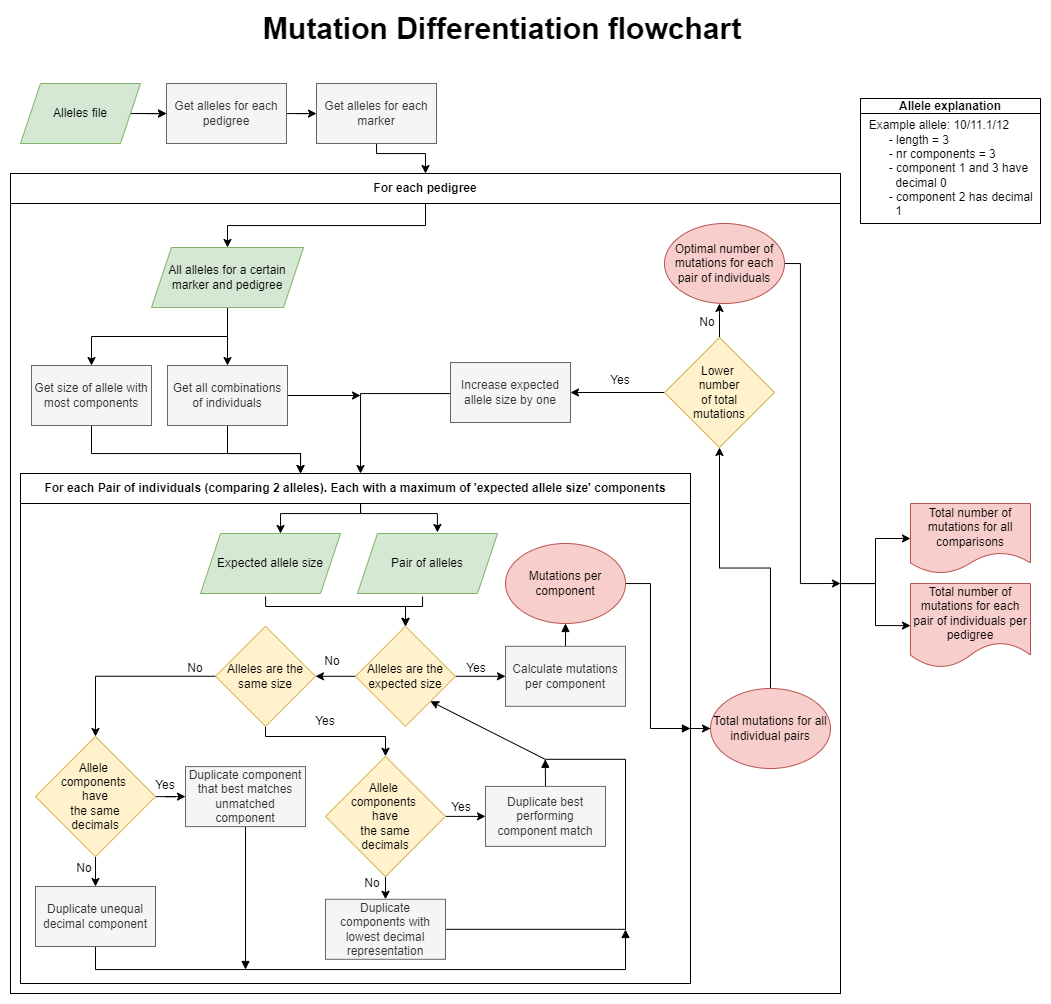 Mutation Differentiation flowchart
Alleles file
Get alleles for each
pedigree
Get alleles for each
marker
Allele explanation
Example allele: 10/11.1/12
- length = 3
- nr components = 3
- component 1 and 3 have
decimal 0
- component 2 has decimal
1
For each pedigree
All alleles for a certain
marker and pedigree
Optimal number of
mutations for each
pair of individuals
No
Get size of allele with
most components
Get all combinations
of individuals
Increase expected
allele size by one
Yes
Lower
number
of total
mutations
For each Pair of individuals (comparing 2 alleles). Each with a maximum of 'expected allele size' components
Expected allele size
Pair of alleles
Mutations per
component
Total number of
mutations for all
comparisons
Total number of
mutations for each
pair of individuals per
pedigree
No
Alleles are the
same size
No
Alleles are the
expected size
Yes
Calculate mutations
per component
Yes
Total mutations for all
individual pairs
Allele
components
have
the same
decimals
Yes
Duplicate component
that best matches
unmatched
component
Allele
components
have
the same
decimals
Yes
Duplicate best
performing
component match
No
Duplicate unequal
decimal component
No
Duplicate
components with
lowest decimal
representation